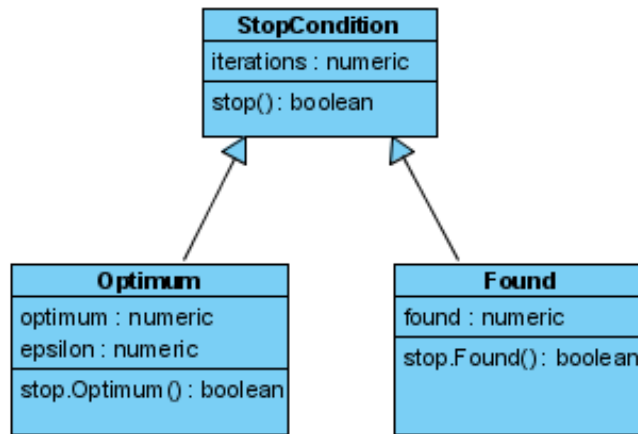 StopCondition
iterations : numeric
stop() : boolean
Optimum
optimum : numeric
epsilon : numeric
stop.Optimum() : boolean
Found
found : numeric
stop.Found() : boolean